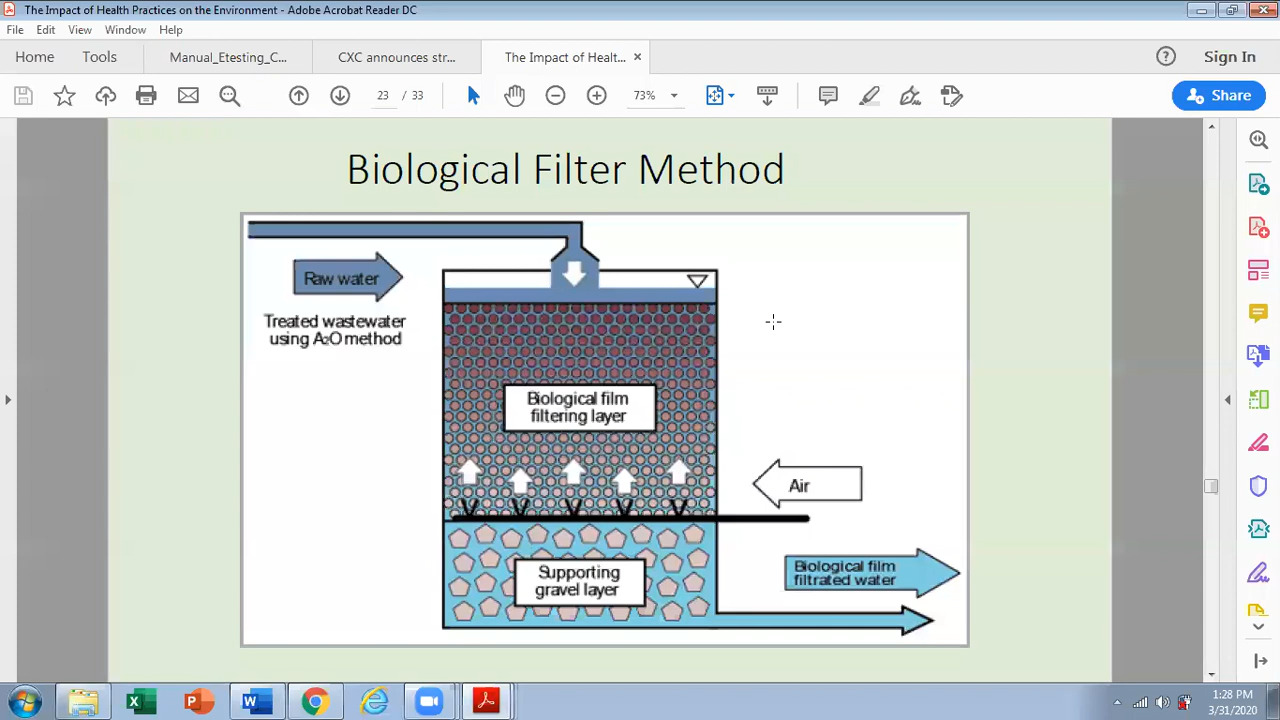 The Impact of Health Practices on the Environment - Adobe Acrobat Reader DC
File Edit View Window Help
Home Tools Manual_Etesting_C... CXC announces str... The Impact of Healt... × Sign In
23 / 33 73% Share
Biological Filter Method
Raw water
Treated wastewater
using A2O method
Biological film
filtering layer
Air
Supporting
gravel layer
Biological film
filtrated water
1:28 PM
3/31/2020